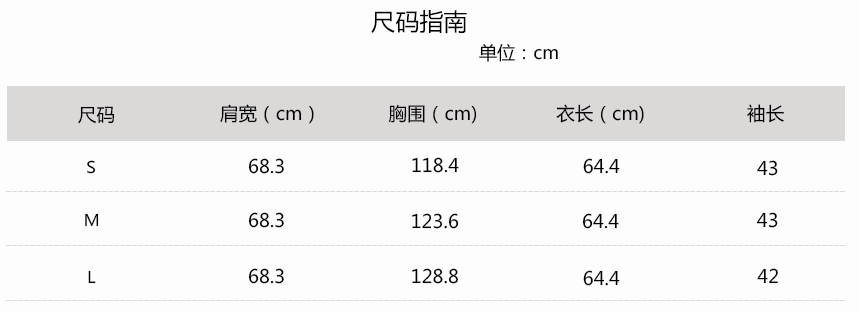 尺码指南
单位：cm
尺码 肩宽（cm） 胸围（cm) 衣长（cm) 袖长
S 68.3 118.4 64.4 43
M 68.3 123.6 64.4 43
L 68.3 128.8 64.4 42